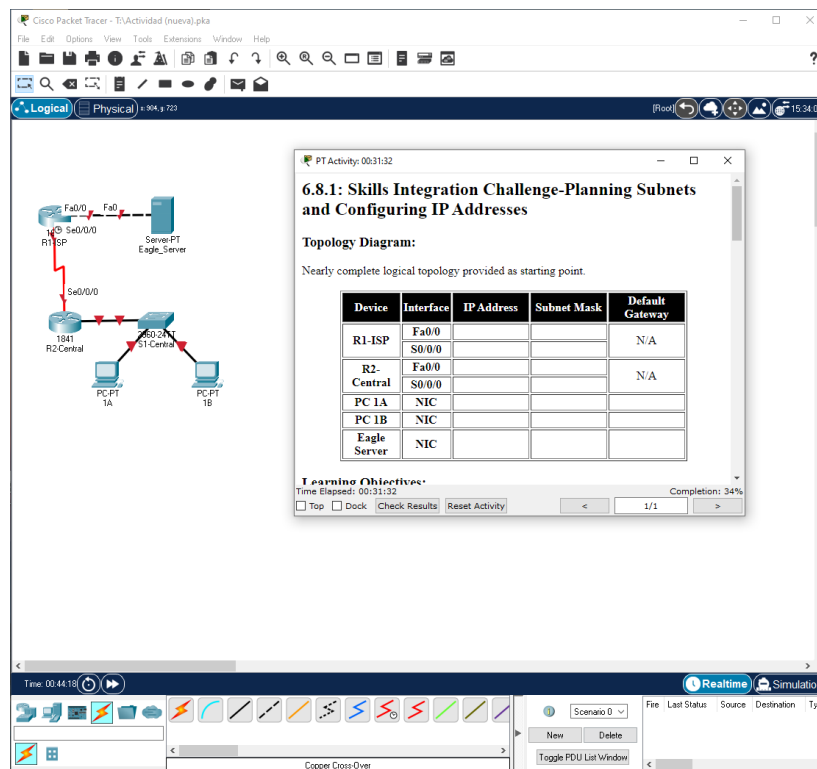 Cisco Packet Tracer - T:\Actividad (nueva).pka
File Edit Options View Tools Extensions Window Help
?
Logical Physical x: 904, y: 723 [Root] 15:34:0
PT Activity: 00:31:32
6.8.1: Skills Integration Challenge-Planning Subnets
and Configuring IP Addresses
Topology Diagram:
Nearly complete logical topology provided as starting point.
Device Interface IP Address Subnet Mask Default Gateway
R1-ISP Fa0/0 N/A
S0/0/0
R2-Central Fa0/0 N/A
S0/0/0
PC 1A NIC
PC 1B NIC
Eagle Server NIC
Learning Objectives:
Time Elapsed: 00:31:32 Completion: 34%
Top Dock Check Results Reset Activity < 1/1 >
Fa0/0 Fa0
Se0/0/0
R1-ISP
Server-PT
Eagle_Server
Se0/0/0
1841
R2-Central
2960-24TT
S1-Central
PC-PT
1A
PC-PT
1B
Time: 00:44:18 Realtime Simulatio
Scenario 0
Fire Last Status Source Destination Ty
New Delete
Toggle PDU List Window
Copper Cross-Over